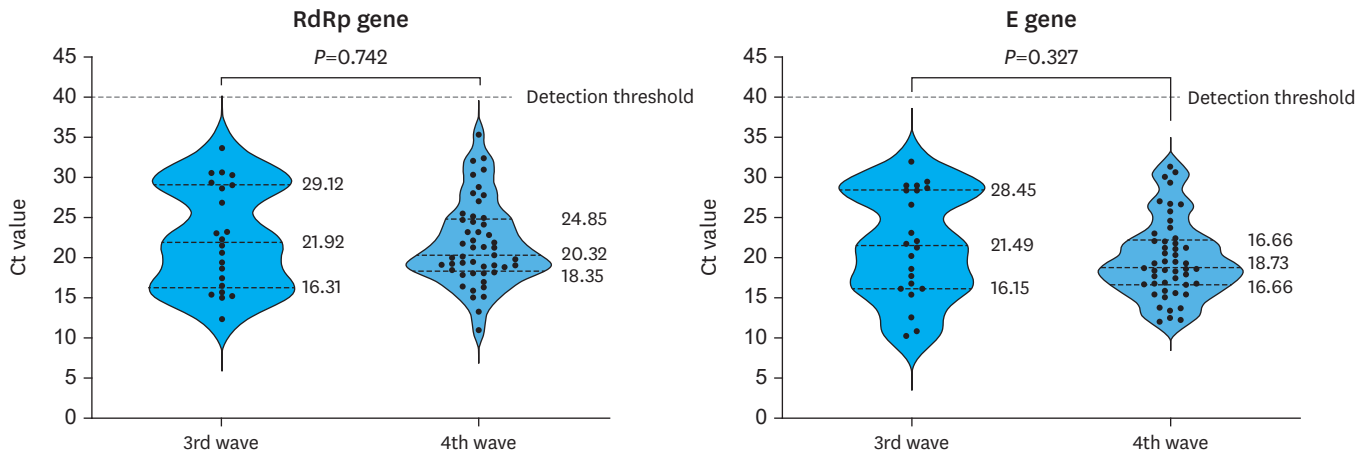 RdRp gene
P=0.742
45
40
35
30
25
20
15
10
5
0
Ct value
Detection threshold
29.12
21.92
16.31
24.85
20.32
18.35
3rd wave
4th wave
E gene
P=0.327
45
40
35
30
25
20
15
10
5
0
Ct value
Detection threshold
28.45
21.49
16.15
16.66
18.73
16.66
3rd wave
4th wave